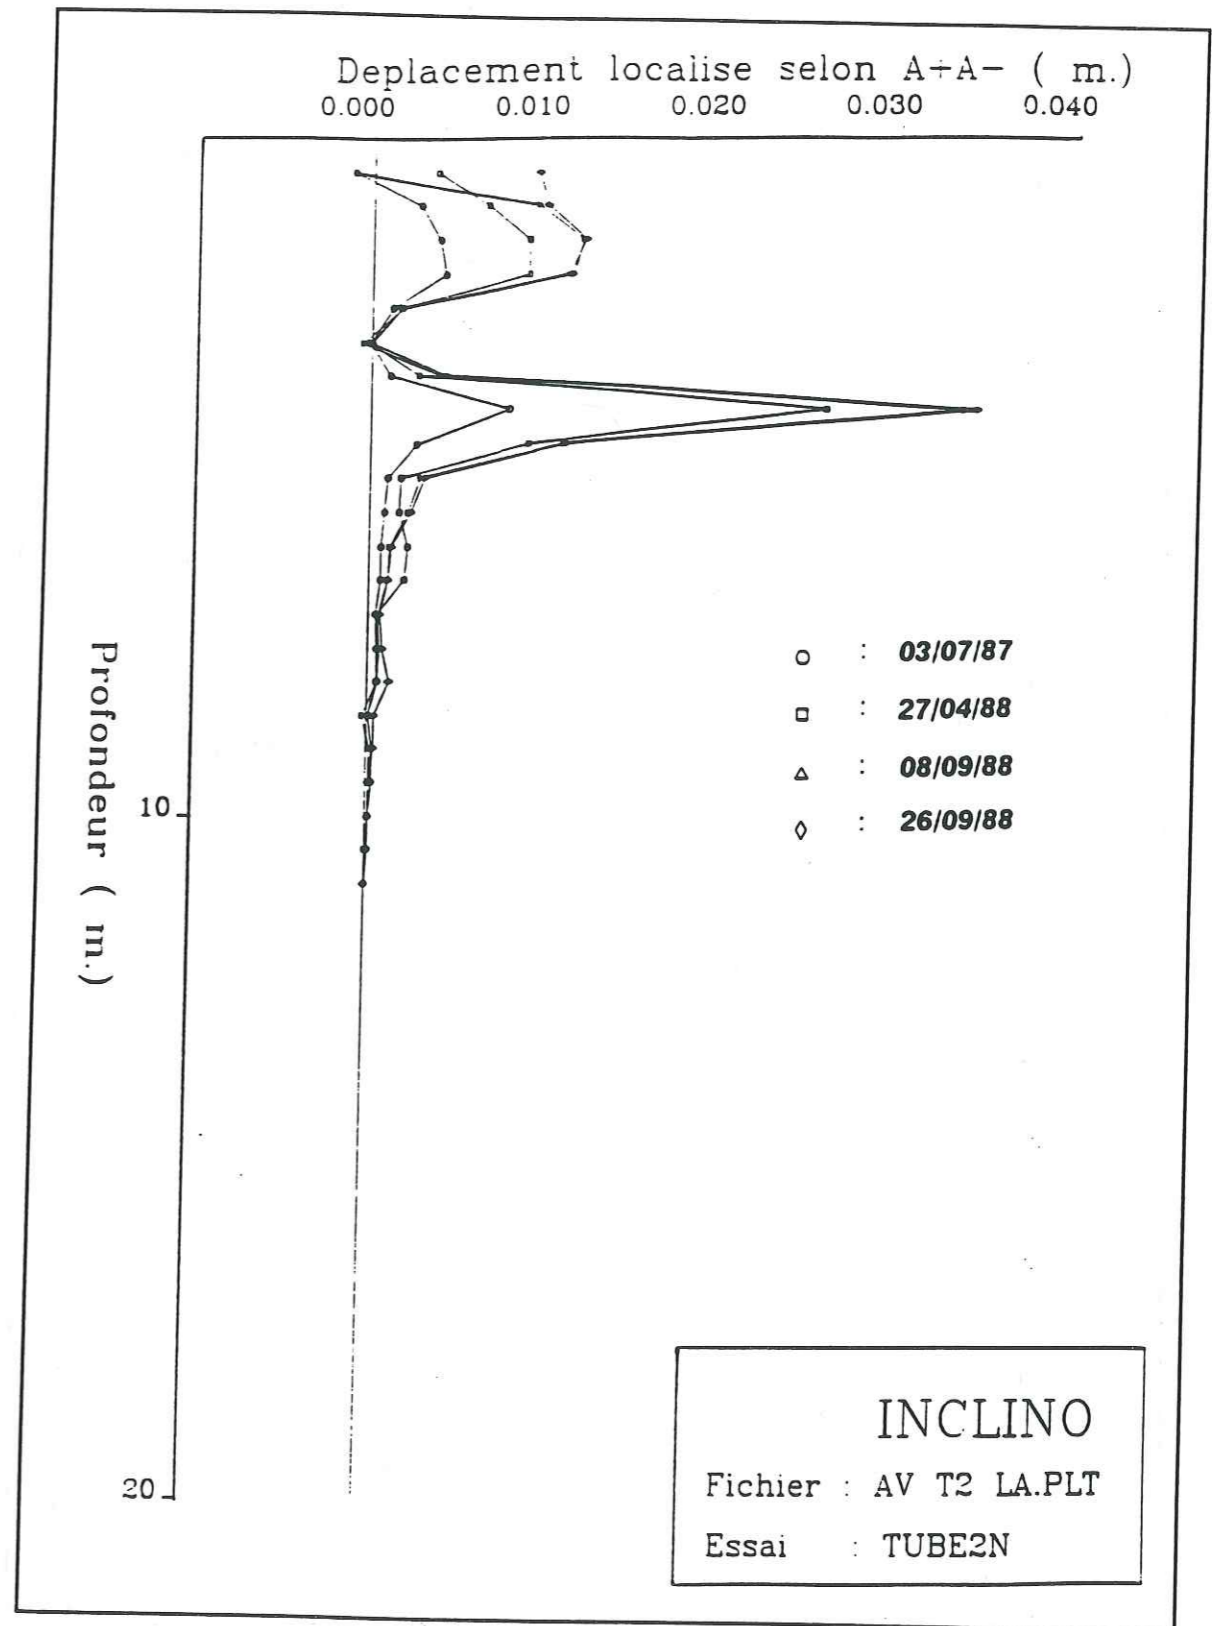 Deplacement localise selon A+A- ( m.)
0.000 0.010 0.020 0.030 0.040
Profondeur ( m.)
10
20
○ : 03/07/87
□ : 27/04/88
△ : 08/09/88
◊ : 26/09/88
INCLINO
Fichier : AV T2 LA.PLT
Essai : TUBE2N